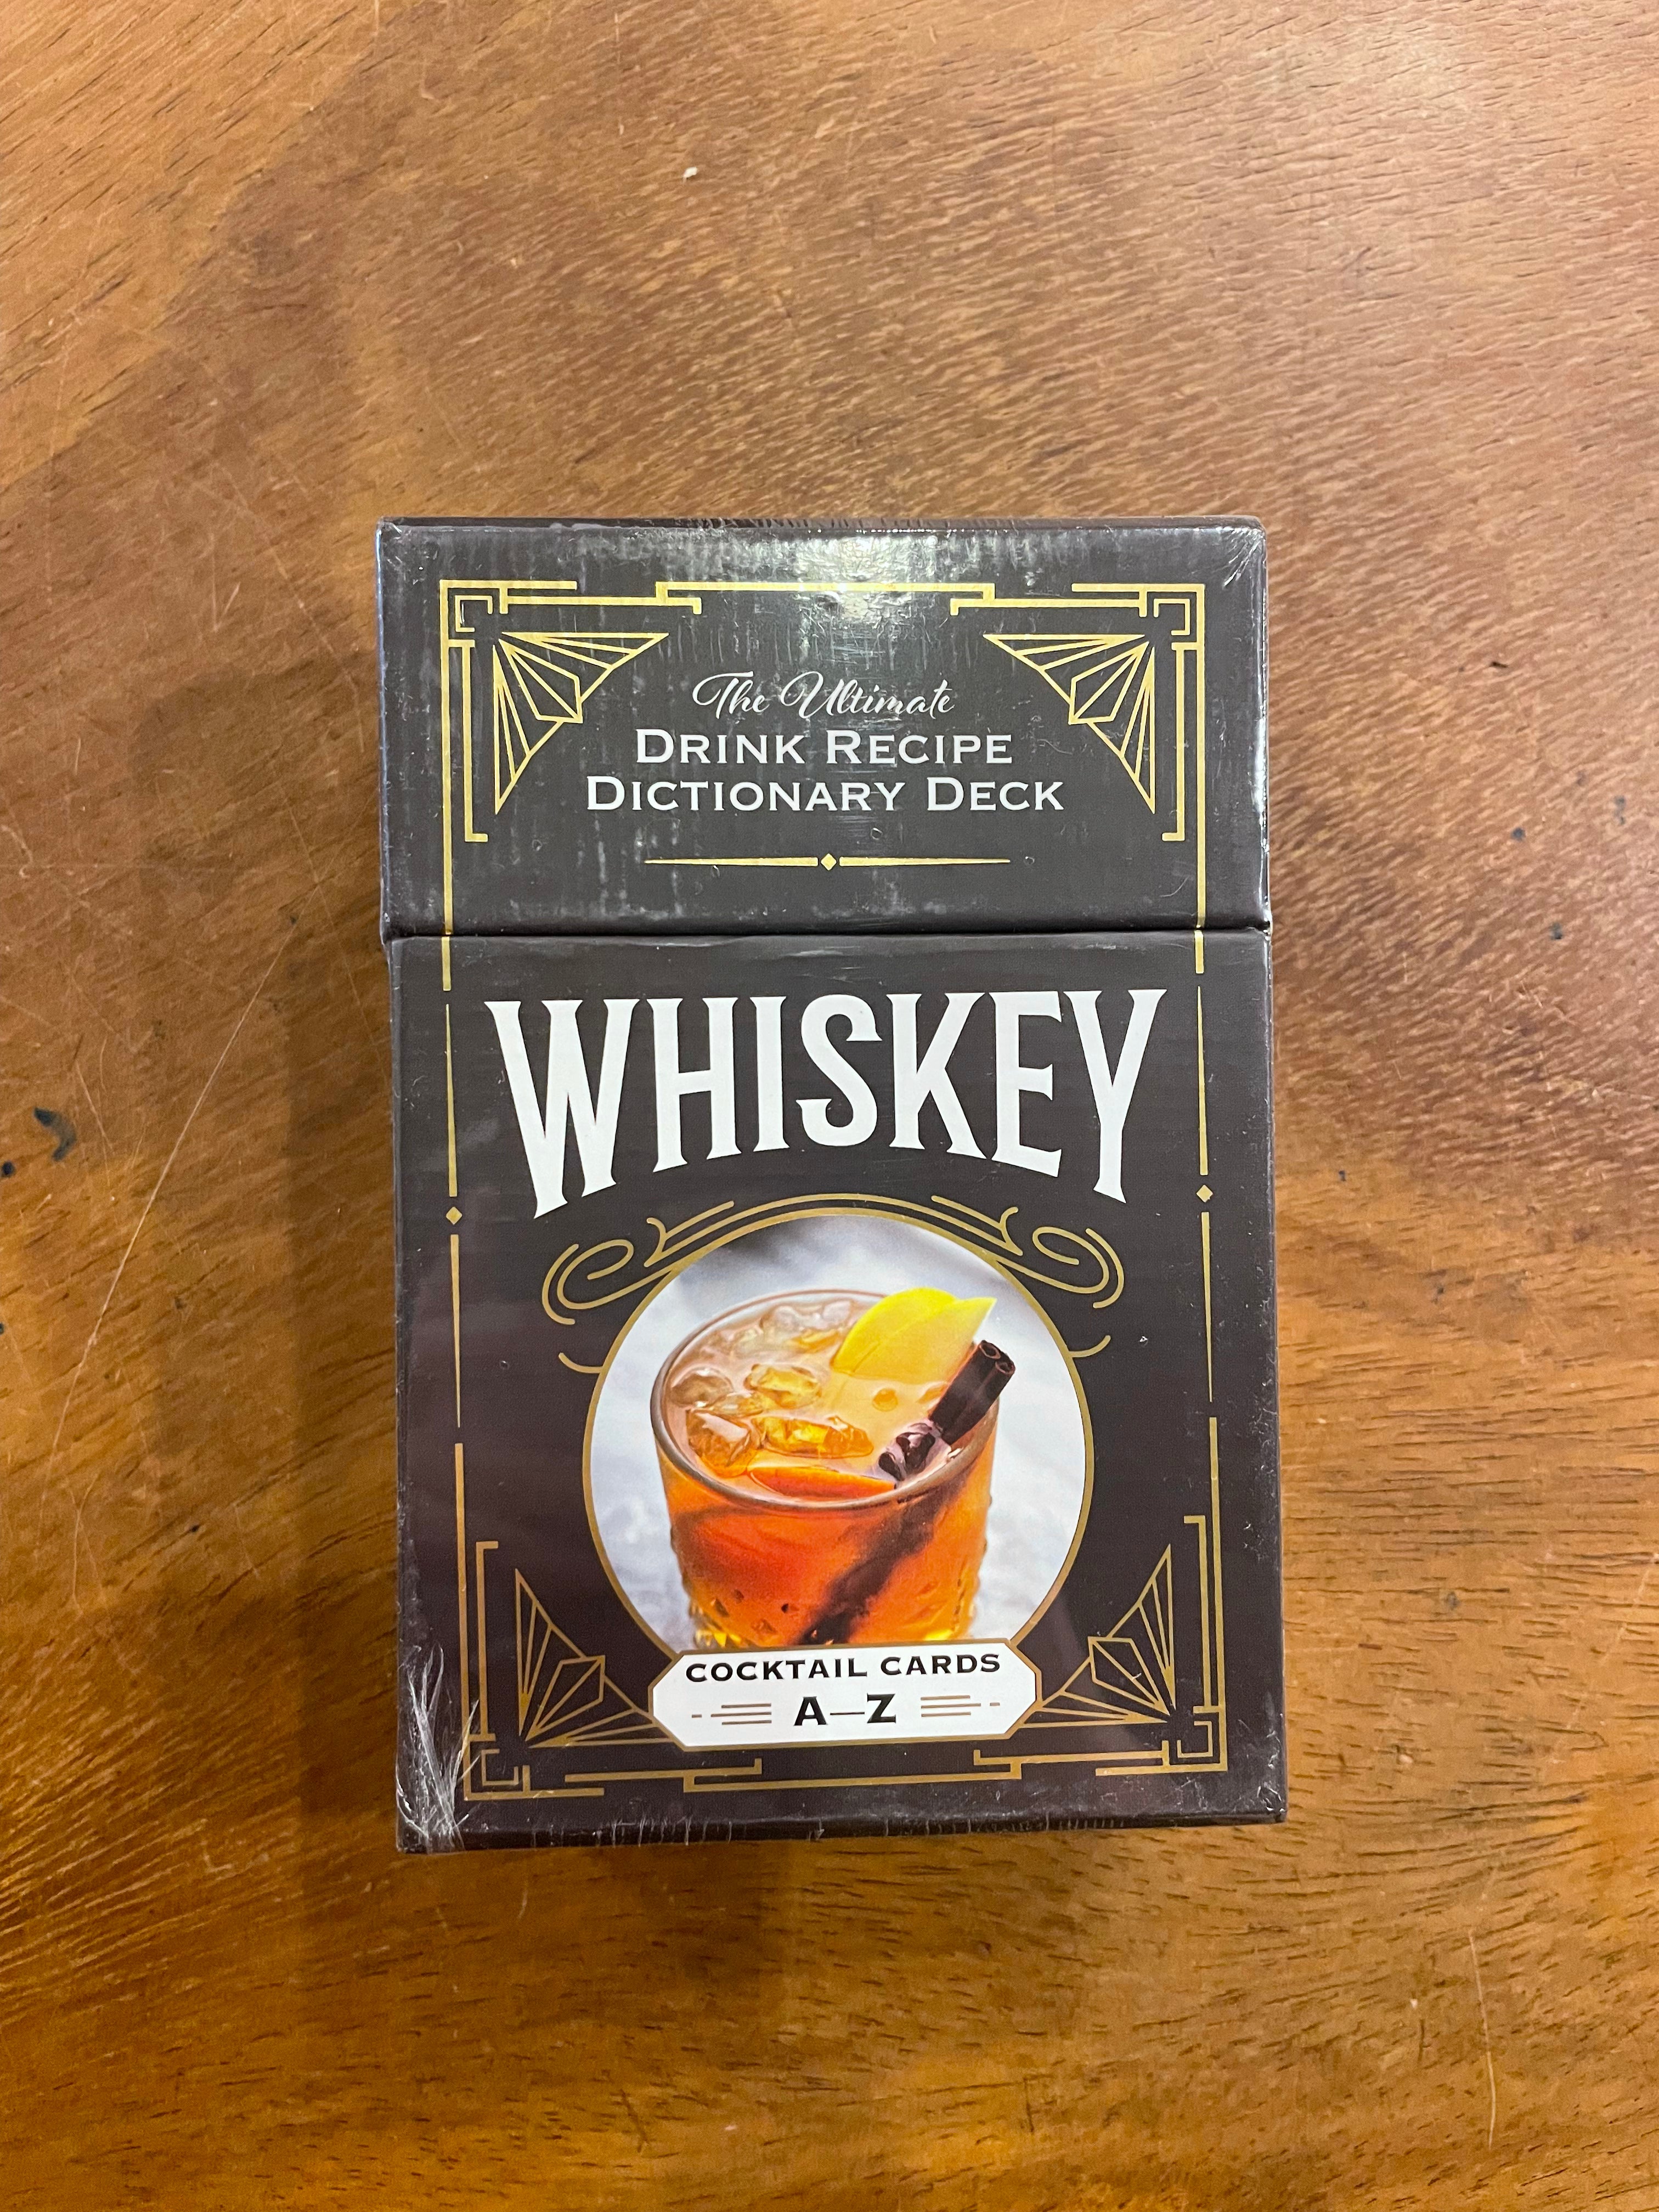 The Ultimate
DRINK RECIPE
DICTIONARY DECK
WHISKEY
COCKTAIL CARDS
A—Z